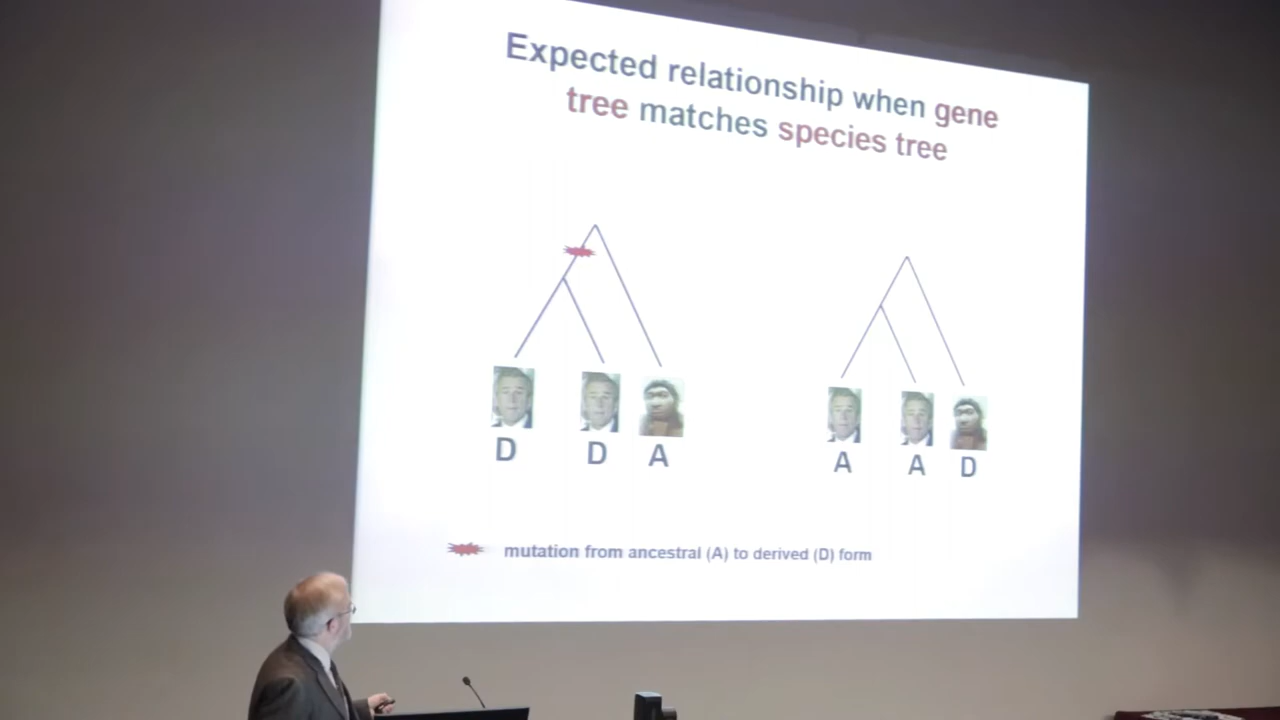 Expected relationship when gene
tree matches species tree
D D A
A A D
mutation from ancestral (A) to derived (D) form